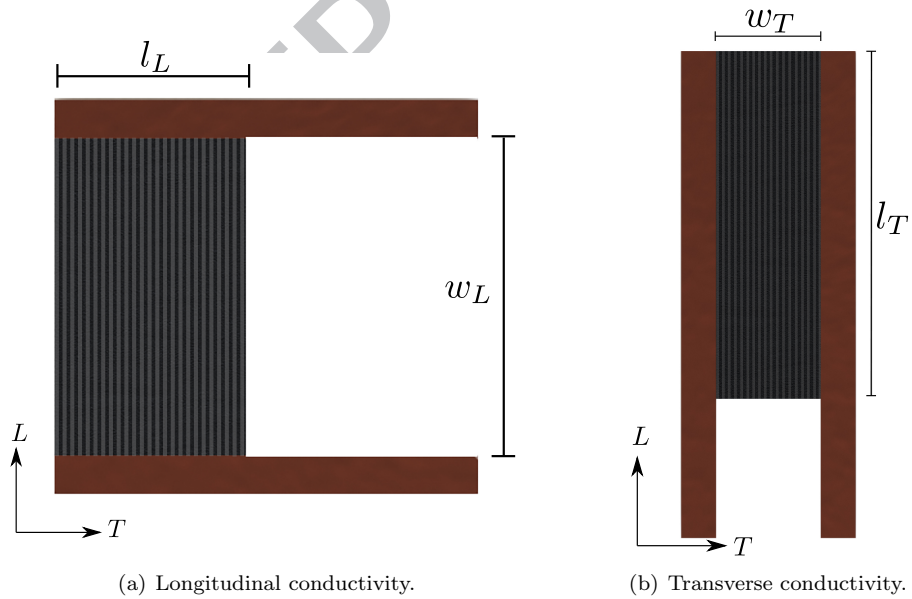 l_L
w_L
L
T
(a) Longitudinal conductivity.
w_T
l_T
L
T
(b) Transverse conductivity.